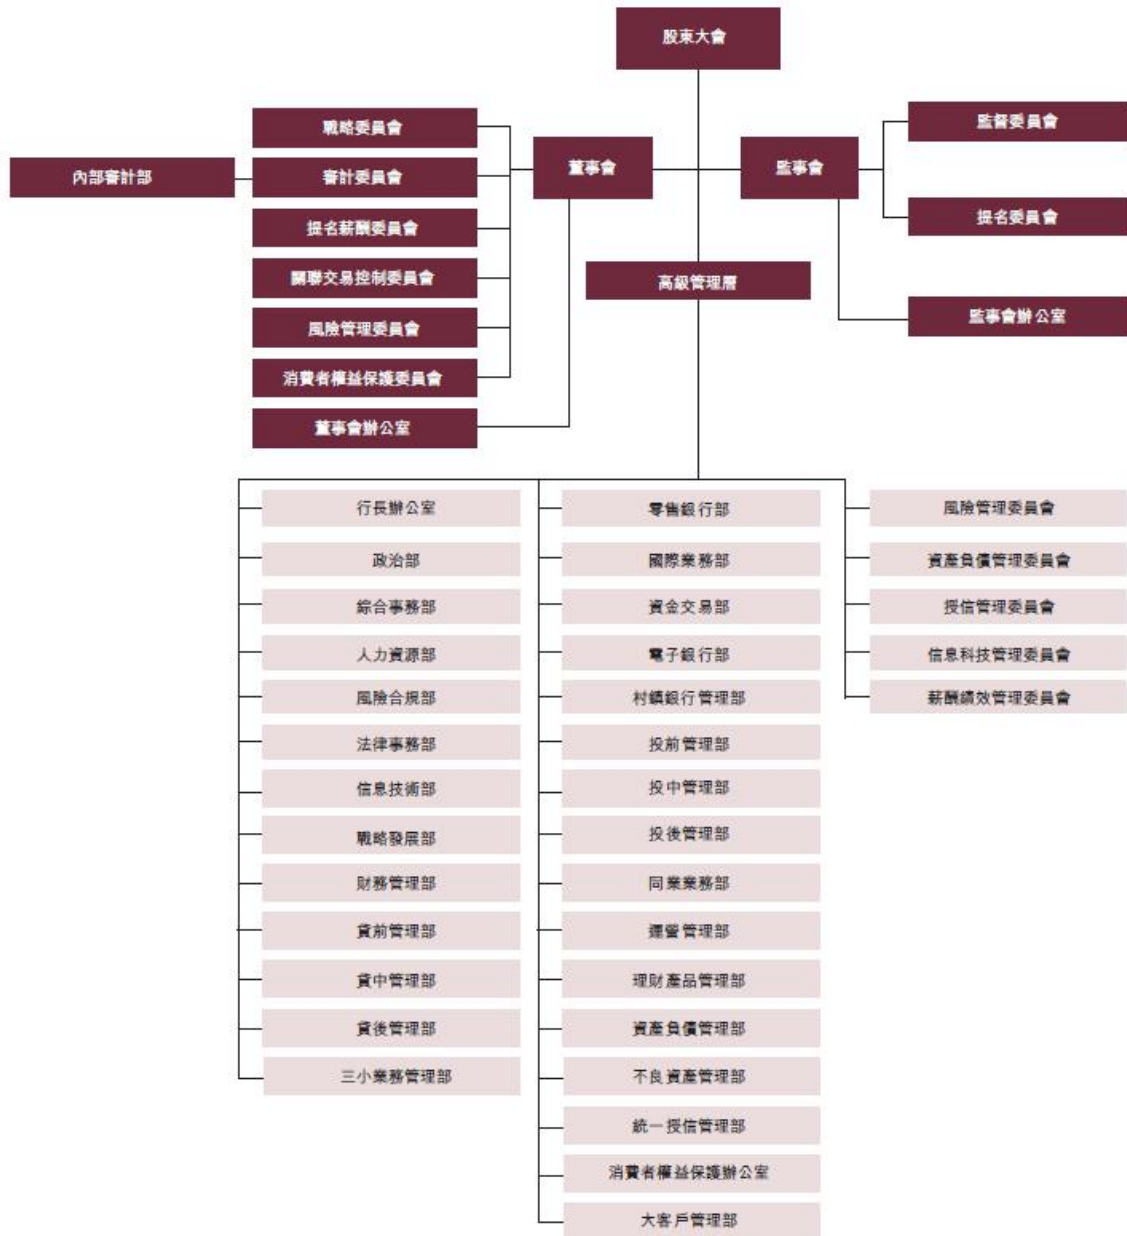 股東大會
戰略委員會
監督委員會
內部審計部
審計委員會
董事會
監事會
提名薪酬委員會
提名委員會
關聯交易控制委員會
高級管理層
風險管理委員會
監事會辦公室
消費者權益保護委員會
董事會辦公室
行長辦公室
政治部
綜合事務部
人力資源部
風險合規部
法律事務部
信息技術部
戰略發展部
財務管理部
貸前管理部
貸中管理部
貸後管理部
三小業務管理部
零售銀行部
國際業務部
資金交易部
電子銀行部
村鎮銀行管理部
投前管理部
投中管理部
投後管理部
同業業務部
運營管理部
理財產品管理部
資產負債管理部
不良資產管理部
統一授信管理部
消費者權益保護辦公室
大客戶管理部
風險管理委員會
資產負債管理委員會
授信管理委員會
信息科技管理委員會
薪酬績效管理委員會